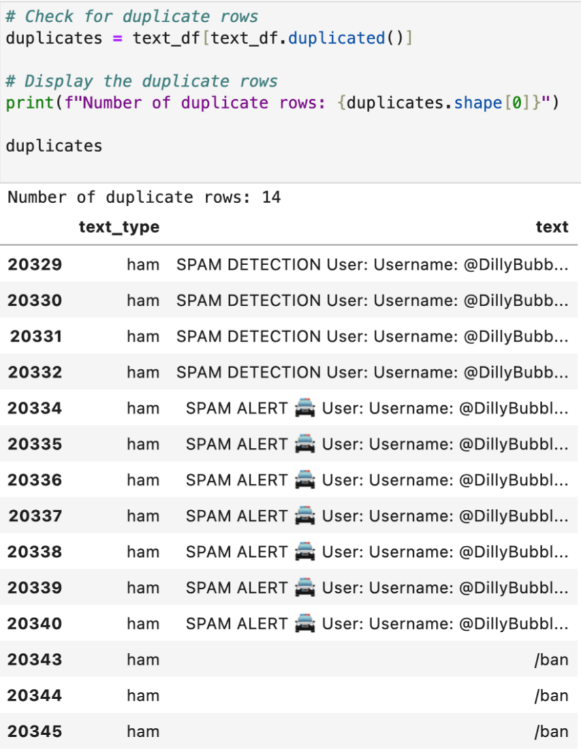 # Check for duplicate rows
duplicates = text_df[text_df.duplicated()]
# Display the duplicate rows
print(f"Number of duplicate rows: {duplicates.shape[0]}")
duplicates
Number of duplicate rows: 14
text_type text
20329 ham SPAM DETECTION User: Username: @DillyBubb...
20330 ham SPAM DETECTION User: Username: @DillyBubb...
20331 ham SPAM DETECTION User: Username: @DillyBubb...
20332 ham SPAM DETECTION User: Username: @DillyBubb...
20334 ham SPAM ALERT 🚔 User: Username: @DillyBubbl...
20335 ham SPAM ALERT 🚔 User: Username: @DillyBubbl...
20336 ham SPAM ALERT 🚔 User: Username: @DillyBubbl...
20337 ham SPAM ALERT 🚔 User: Username: @DillyBubbl...
20338 ham SPAM ALERT 🚔 User: Username: @DillyBubbl...
20339 ham SPAM ALERT 🚔 User: Username: @DillyBubbl...
20340 ham SPAM ALERT 🚔 User: Username: @DillyBubbl...
20343 ham /ban
20344 ham /ban
20345 ham /ban